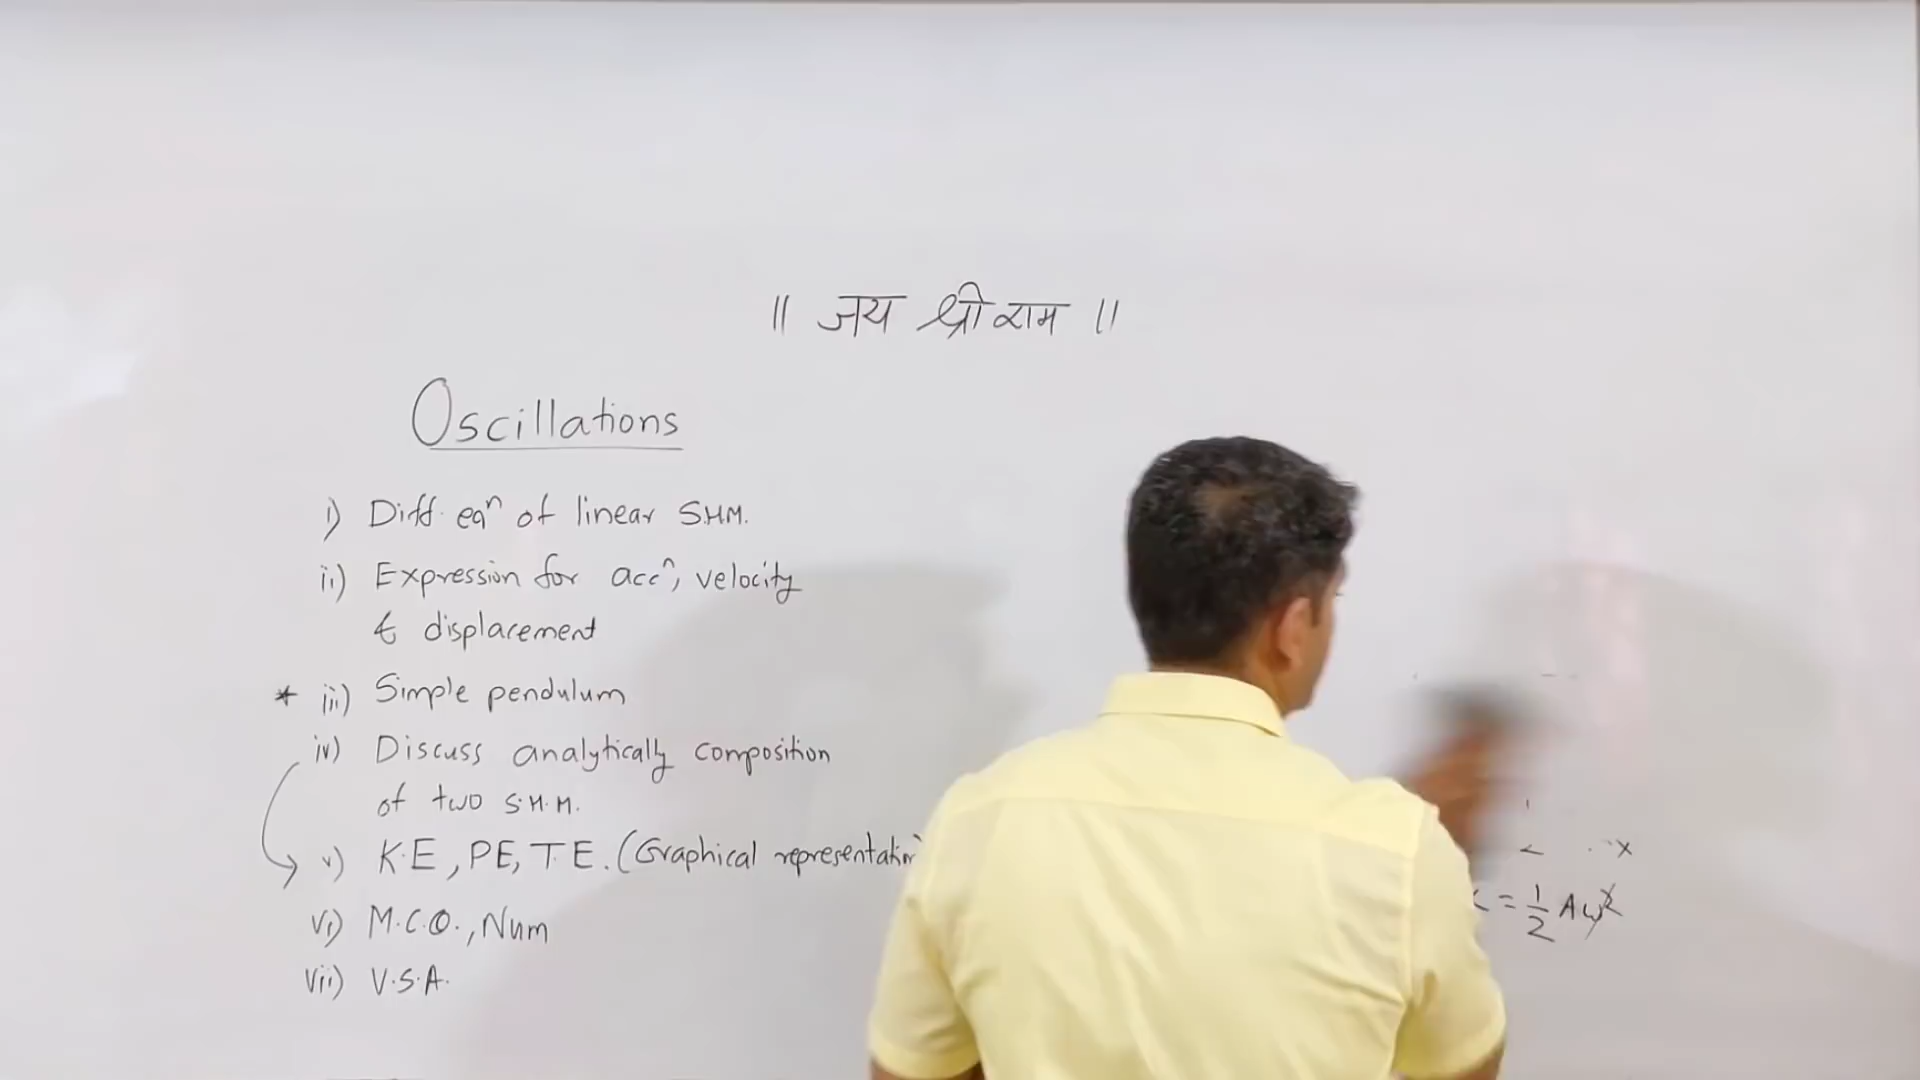 || जय श्री राम ||
Oscillations
i) Diff. eqⁿ of linear S.H.M.
ii) Expression for accⁿ, velocity
& displacement
* iii) Simple pendulum
iv) Discuss analytically composition
of two S.H.M.
v) K.E, PE, T.E. (Graphical representation
vi) M.C.Q., Num
vii) V.S.A.
= 1/2 Aω²